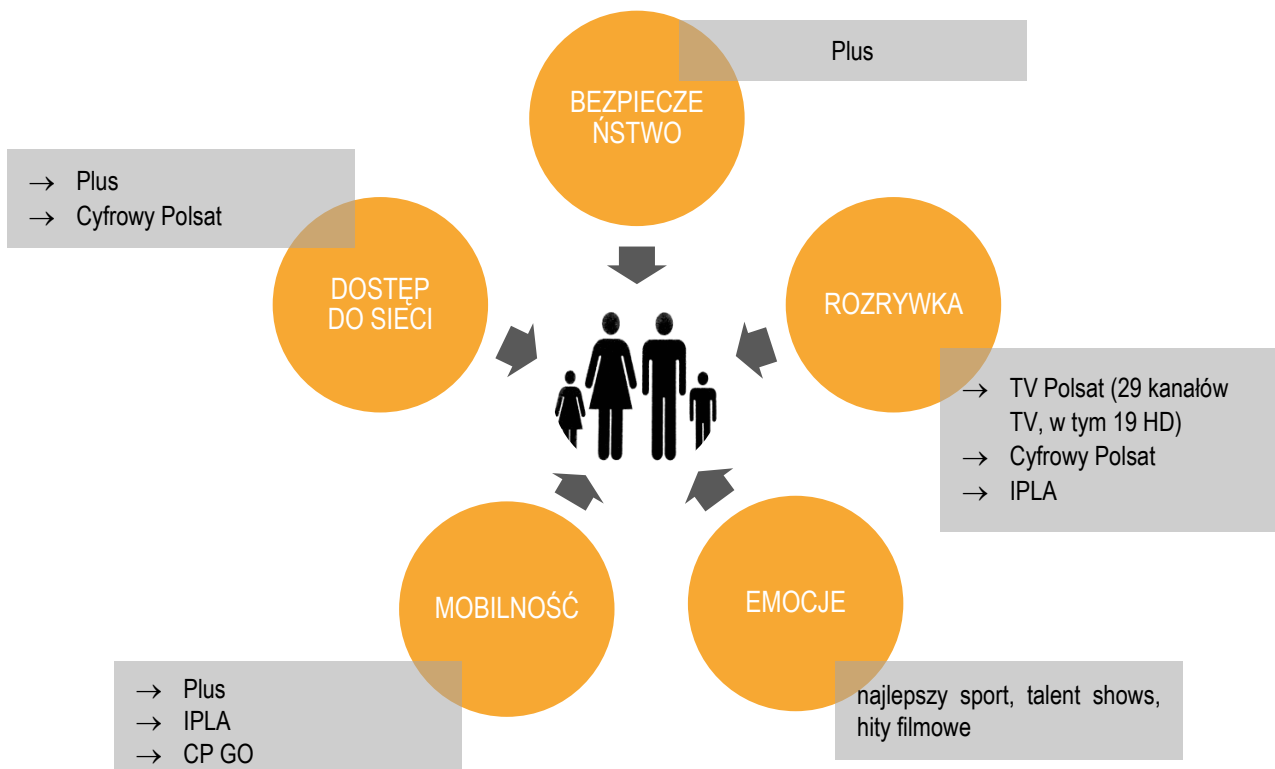 Plus
BEZPIECZE
ŃSTWO
→ Plus
→ Cyfrowy Polsat
DOSTĘP
DO SIECI
ROZRYWKA
→ TV Polsat (29 kanałów
TV, w tym 19 HD)
→ Cyfrowy Polsat
→ IPLA
MOBILNOŚĆ
→ Plus
→ IPLA
→ CP GO
EMOCJE
najlepszy sport, talent shows,
hity filmowe